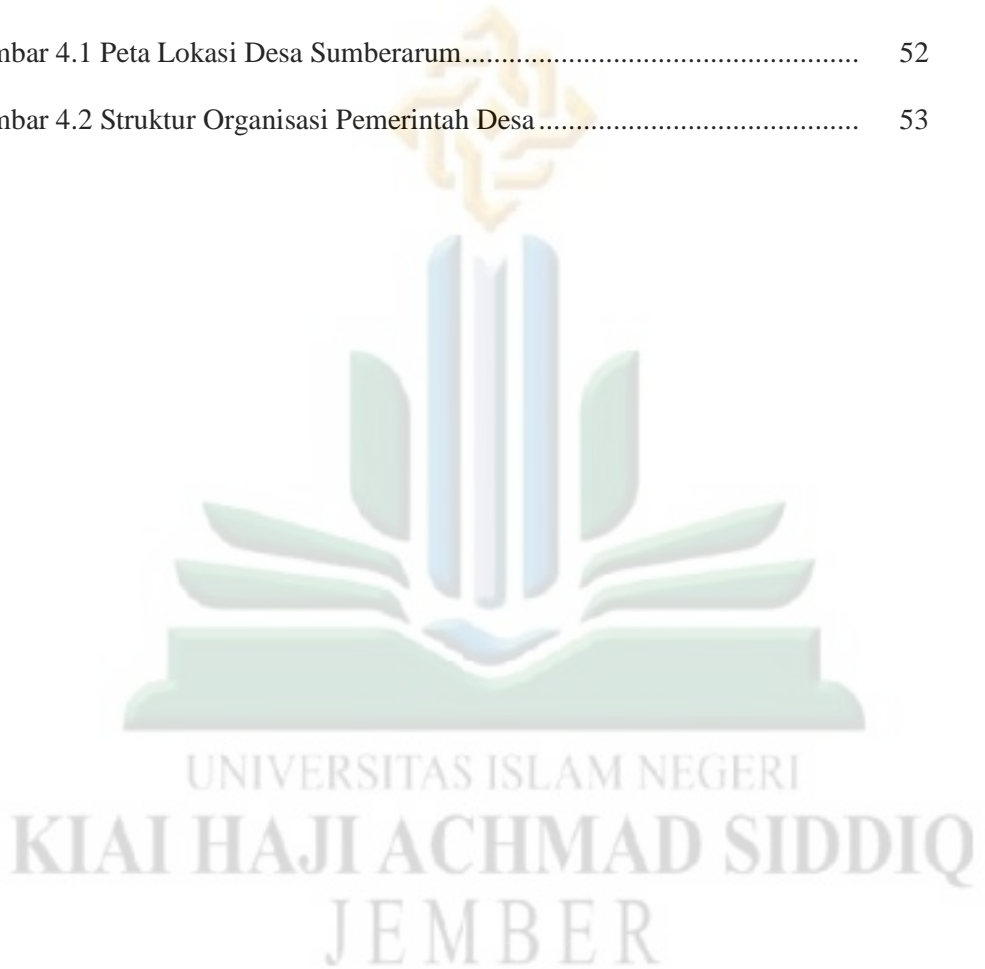 mbar 4.1 Peta Lokasi Desa Sumberarum..................................................... 52
mbar 4.2 Struktur Organisasi Pemerintah Desa........................................... 53
UNIVERSITAS ISLAM NEGERI
KIAI HAJI ACHMAD SIDDIQ
JEMBER